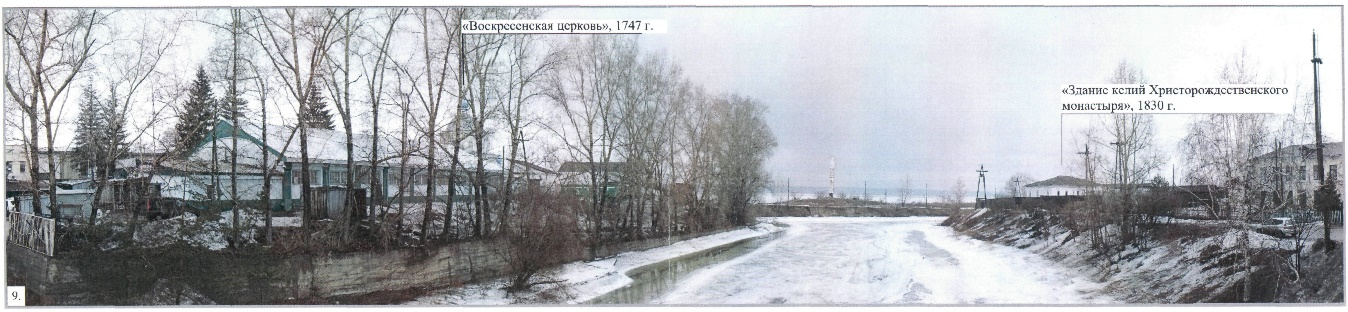 «Воскресенская церковь», 1747 г.
«Здание келий Христорождественского
монастыря», 1830 г.
9.